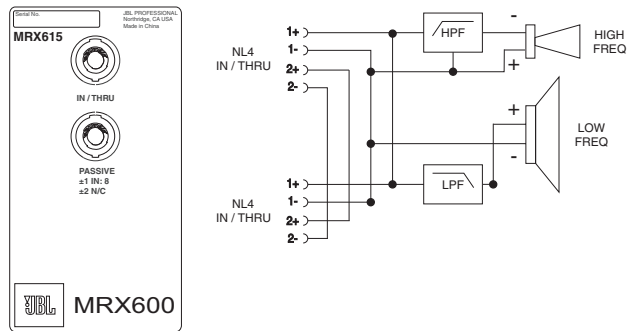 Serial No.
JBL PROFESSIONAL
Northridge, CA USA
Made in China
MRX615
IN / THRU
PASSIVE
±1 IN: 8
±2 N/C
JBL
MRX600
NL4
IN / THRU
1+
1-
2+
2-
HPF
-
+
HIGH
FREQ
+
-
LOW
FREQ
NL4
IN / THRU
1+
1-
2+
2-
LPF